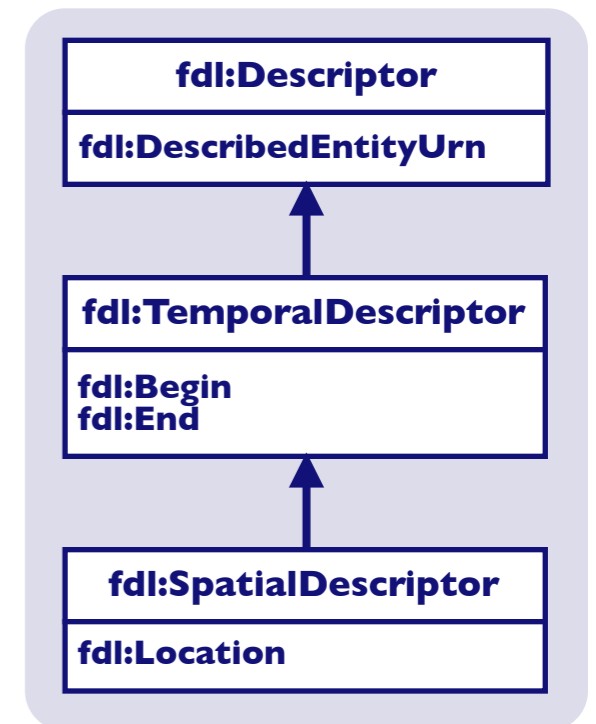 fdl:Descriptor
fdl:DescribedEntityUrn
fdl:TemporalDescriptor
fdl:Begin
fdl:End
fdl:SpatialDescriptor
fdl:Location